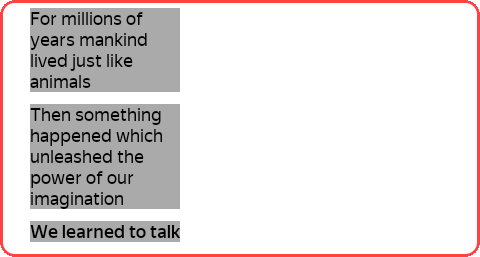 For millions of
years mankind
lived just like
animals
Then something
happened which
unleashed the
power of our
imagination
We learned to talk